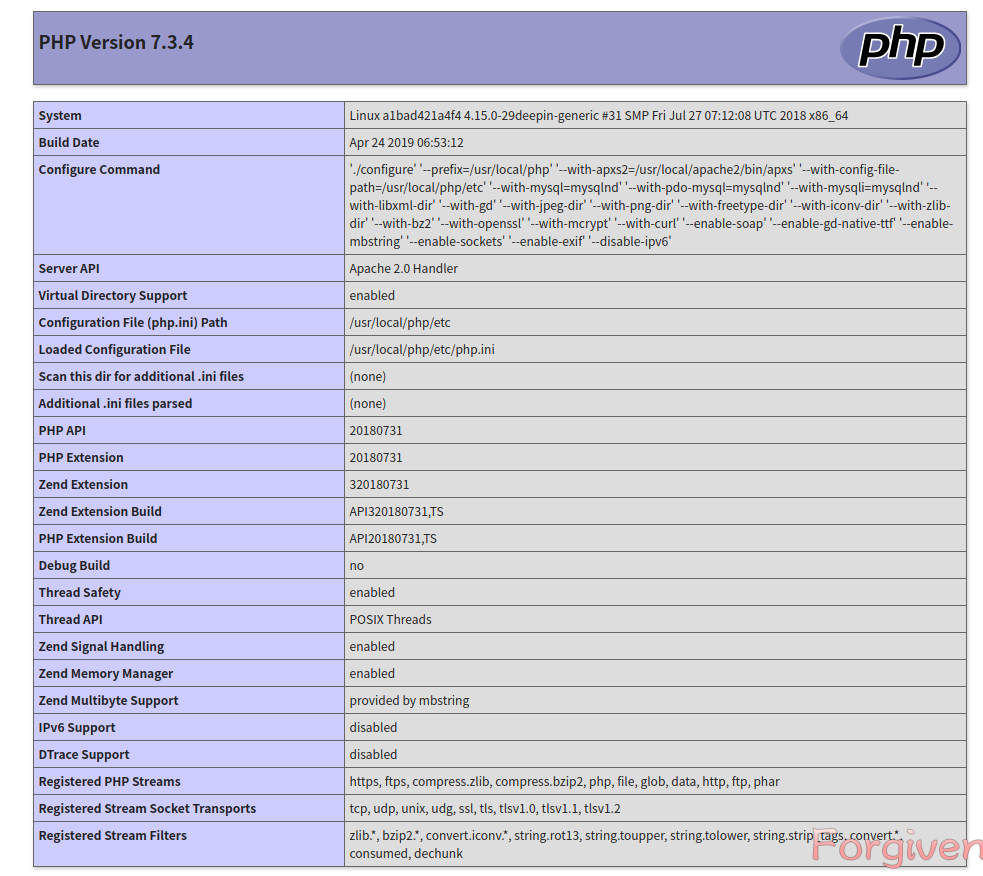 PHP Version 7.3.4
php
System Linux a1bad421a4f4 4.15.0-29deepin-generic #31 SMP Fri Jul 27 07:12:08 UTC 2018 x86_64
Build Date Apr 24 2019 06:53:12
Configure Command './configure' '--prefix=/usr/local/php' '--with-apxs2=/usr/local/apache2/bin/apxs' '--with-config-file-
path=/usr/local/php/etc' '--with-mysql=mysqlnd' '--with-pdo-mysql=mysqlnd' '--with-mysqli=mysqlnd' '--
with-libxml-dir' '--with-gd' '--with-jpeg-dir' '--with-png-dir' '--with-freetype-dir' '--with-iconv-dir' '--with-zlib-
dir' '--with-bz2' '--with-openssl' '--with-mcrypt' '--with-curl' '--enable-soap' '--enable-gd-native-ttf' '--enable-
mbstring' '--enable-sockets' '--enable-exif' '--disable-ipv6'
Server API Apache 2.0 Handler
Virtual Directory Support enabled
Configuration File (php.ini) Path /usr/local/php/etc
Loaded Configuration File /usr/local/php/etc/php.ini
Scan this dir for additional .ini files (none)
Additional .ini files parsed (none)
PHP API 20180731
PHP Extension 20180731
Zend Extension 320180731
Zend Extension Build API320180731,TS
PHP Extension Build API20180731,TS
Debug Build no
Thread Safety enabled
Thread API POSIX Threads
Zend Signal Handling enabled
Zend Memory Manager enabled
Zend Multibyte Support provided by mbstring
IPv6 Support disabled
DTrace Support disabled
Registered PHP Streams https, ftps, compress.zlib, compress.bzip2, php, file, glob, data, http, ftp, phar
Registered Stream Socket Transports tcp, udp, unix, udg, ssl, tls, tlsv1.0, tlsv1.1, tlsv1.2
Registered Stream Filters zlib.*, bzip2.*, convert.iconv.*, string.rot13, string.toupper, string.tolower, string.strip_tags, convert.*,
consumed, dechunk
Forgiven